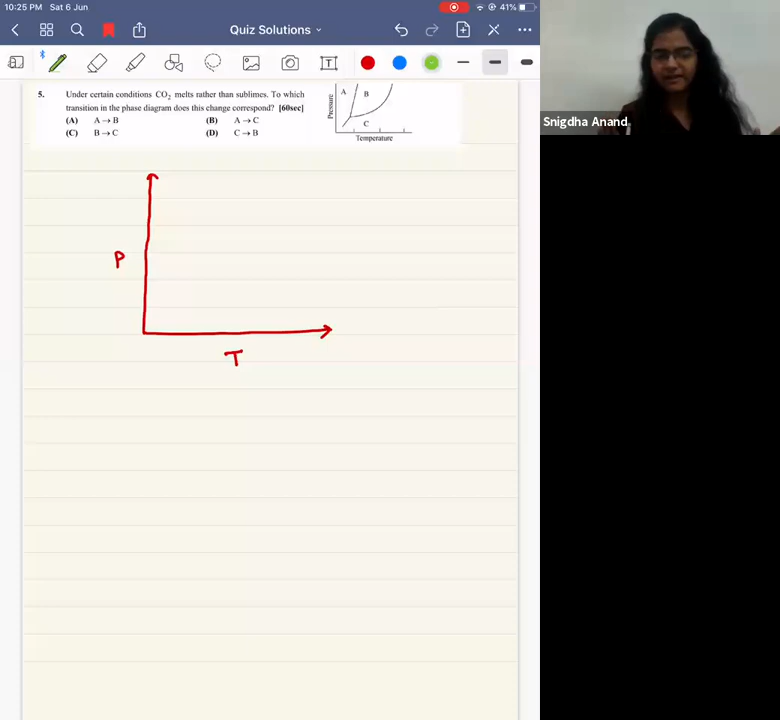 10:25 PM Sat 6 Jun
41%
Quiz Solutions
T
Snigdha Anand
5. Under certain conditions CO₂ melts rather than sublimes. To which
transition in the phase diagram does this change correspond? [60sec]
(A) A → B (B) A → C
(C) B → C (D) C → B
Pressure
A B
C
Temperature
P
T